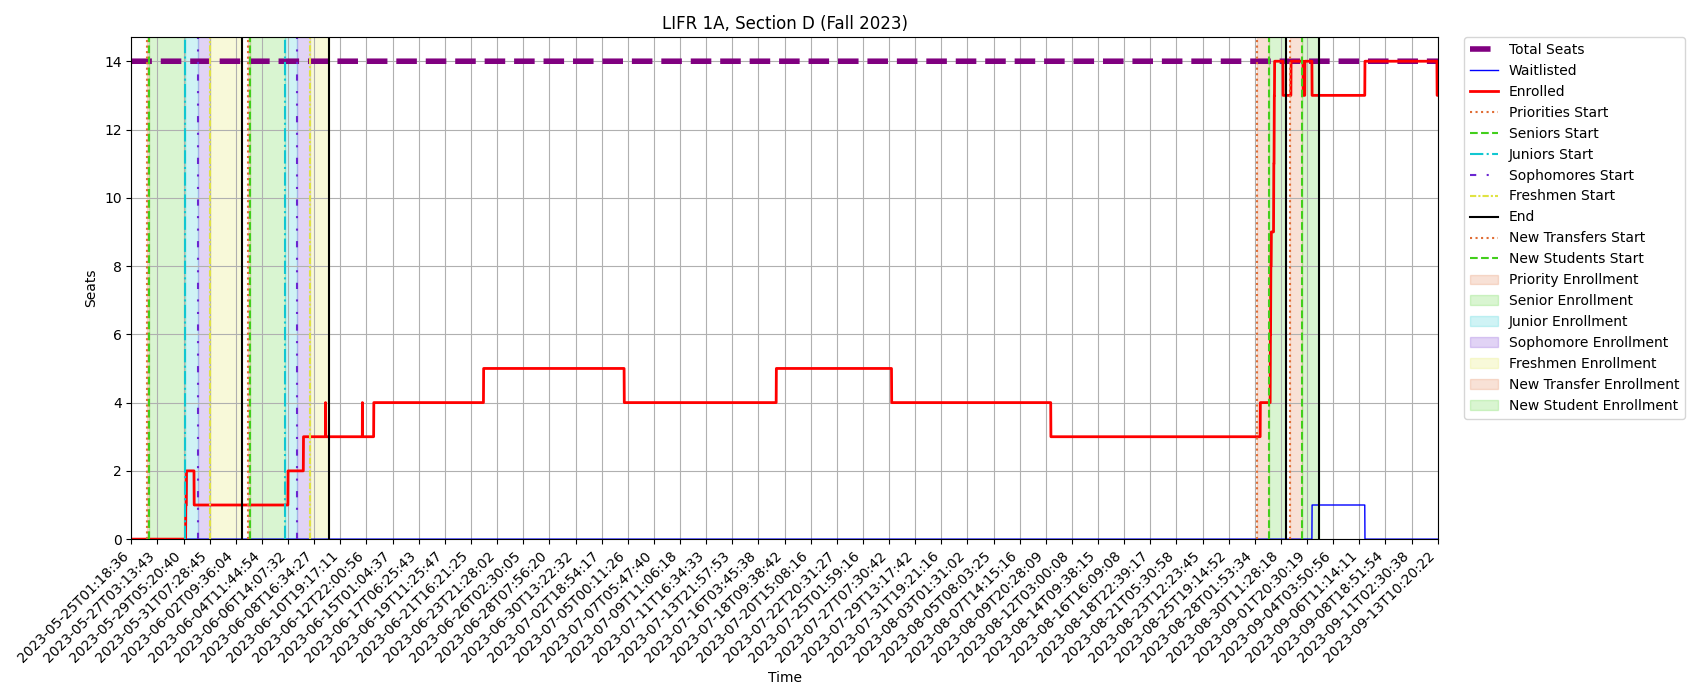 LIFR 1A, Section D (Fall 2023)
Seats
14
12
10
8
6
4
2
0
2023-05-25T01:18:36
2023-05-27T03:13:43
2023-05-29T05:20:40
2023-05-31T07:28:45
2023-06-02T09:36:04
2023-06-04T11:44:54
2023-06-06T14:07:32
2023-06-08T16:34:27
2023-06-10T19:17:11
2023-06-12T22:00:56
2023-06-15T01:04:37
2023-06-17T06:25:43
2023-06-19T11:25:47
2023-06-21T16:21:25
2023-06-23T21:28:02
2023-06-26T02:30:05
2023-06-28T07:56:20
2023-06-30T13:22:32
2023-07-02T18:54:17
2023-07-05T00:11:26
2023-07-07T05:47:40
2023-07-09T11:06:18
2023-07-11T16:34:33
2023-07-13T21:57:53
2023-07-16T03:45:38
2023-07-18T09:38:42
2023-07-20T15:08:16
2023-07-22T20:31:27
2023-07-25T01:59:16
2023-07-27T07:30:42
2023-07-29T13:17:42
2023-07-31T19:21:16
2023-08-03T01:31:02
2023-08-05T08:03:25
2023-08-07T14:15:16
2023-08-09T20:28:09
2023-08-12T03:00:08
2023-08-14T09:38:15
2023-08-16T16:09:08
2023-08-18T22:39:17
2023-08-21T05:30:58
2023-08-23T12:23:45
2023-08-25T19:14:52
2023-08-28T01:53:34
2023-08-30T11:28:18
2023-09-01T20:30:19
2023-09-04T03:50:56
2023-09-06T11:14:11
2023-09-08T18:51:54
2023-09-11T02:30:38
2023-09-13T10:20:22
Time
Total Seats
Waitlisted
Enrolled
Priorities Start
Seniors Start
Juniors Start
Sophomores Start
Freshmen Start
End
New Transfers Start
New Students Start
Priority Enrollment
Senior Enrollment
Junior Enrollment
Sophomore Enrollment
Freshmen Enrollment
New Transfer Enrollment
New Student Enrollment